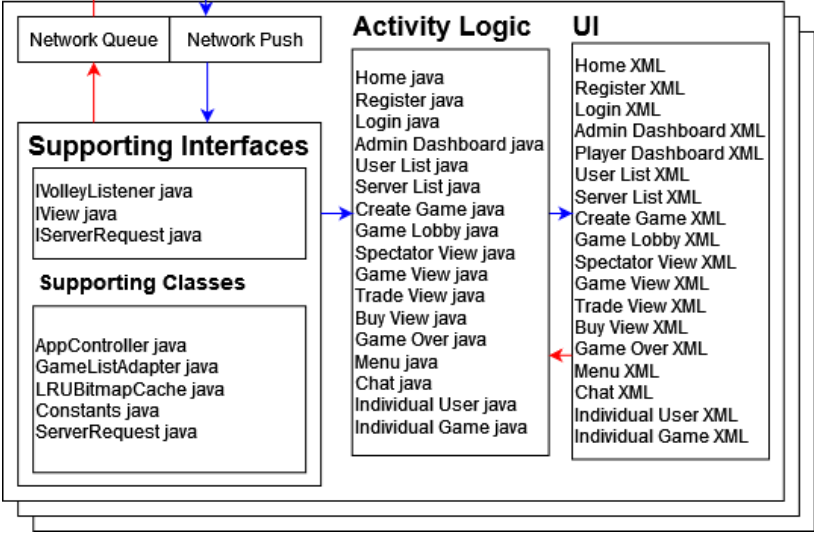 Network Queue
Network Push
Supporting Interfaces
IVolleyListener java
IView java
IServerRequest java
Supporting Classes
AppController java
GameListAdapter java
LRUBitmapCache java
Constants java
ServerRequest java
Activity Logic
Home java
Register java
Login java
Admin Dashboard java
User List java
Server List java
Create Game java
Game Lobby java
Spectator View java
Game View java
Trade View java
Buy View java
Game Over java
Menu java
Chat java
Individual User java
Individual Game java
UI
Home XML
Register XML
Login XML
Admin Dashboard XML
Player Dashboard XML
User List XML
Server List XML
Create Game XML
Game Lobby XML
Spectator View XML
Game View XML
Trade View XML
Buy View XML
Game Over XML
Menu XML
Chat XML
Individual User XML
Individual Game XML